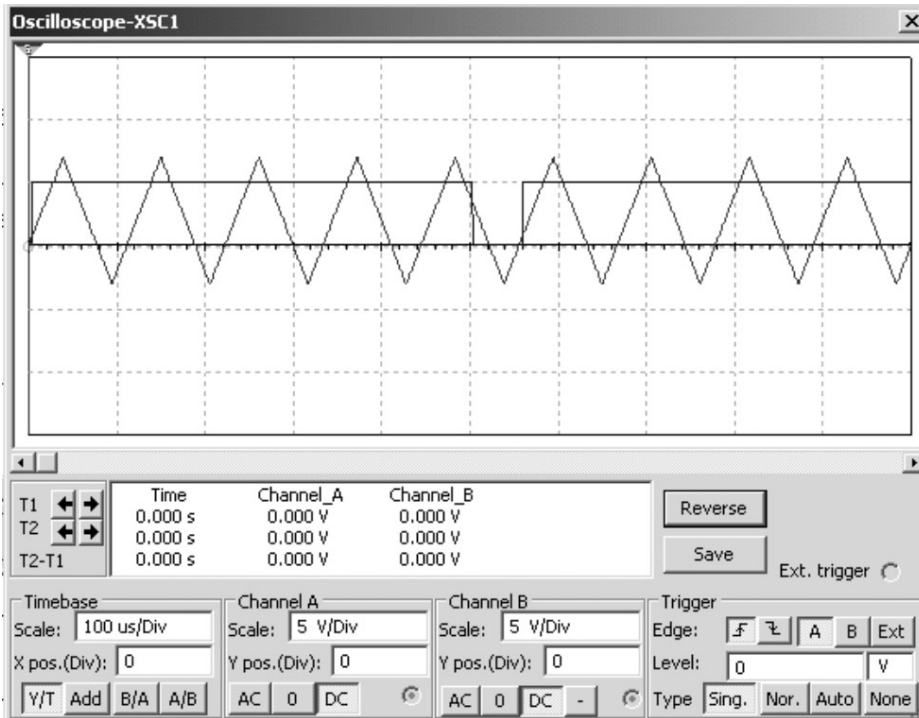 Oscilloscope-XSC1
T1
T2
T2-T1
Time Channel_A Channel_B
0.000 s 0.000 V 0.000 V
0.000 s 0.000 V 0.000 V
0.000 s 0.000 V 0.000 V
Reverse
Save
Ext. trigger
Timebase
Scale: 100 us/Div
X pos.(Div): 0
Y/T Add B/A A/B
Channel A
Scale: 5 V/Div
Y pos.(Div): 0
AC 0 DC
Channel B
Scale: 5 V/Div
Y pos.(Div): 0
AC 0 DC -
Trigger
Edge: A B Ext
Level: 0 V
Type Sing. Nor. Auto None